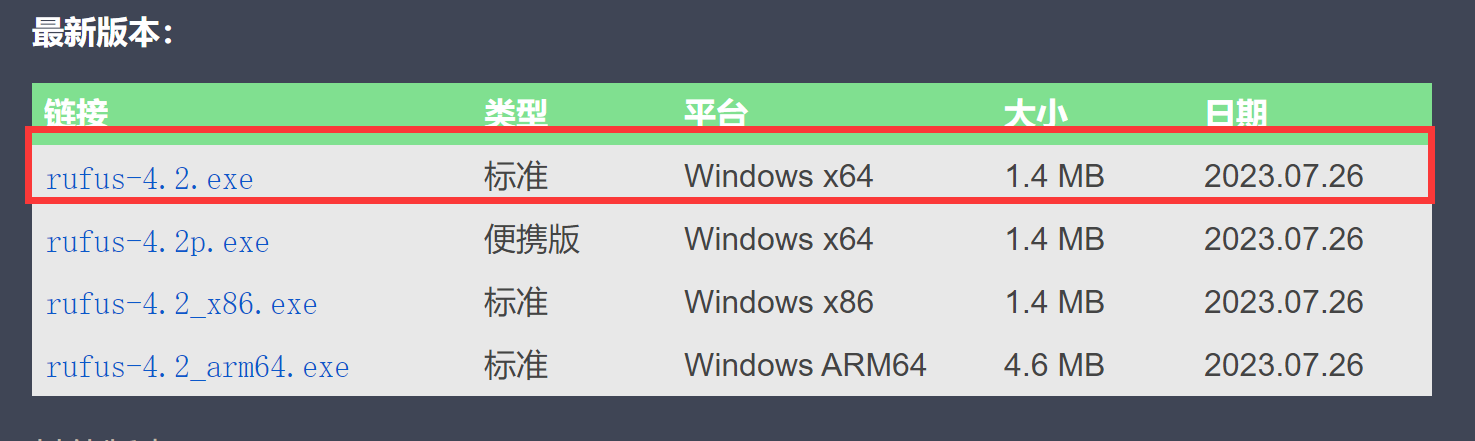 最新版本：
链接 类型 平台 大小 日期
rufus-4.2.exe 标准 Windows x64 1.4 MB 2023.07.26
rufus-4.2p.exe 便携版 Windows x64 1.4 MB 2023.07.26
rufus-4.2_x86.exe 标准 Windows x86 1.4 MB 2023.07.26
rufus-4.2_arm64.exe 标准 Windows ARM64 4.6 MB 2023.07.26